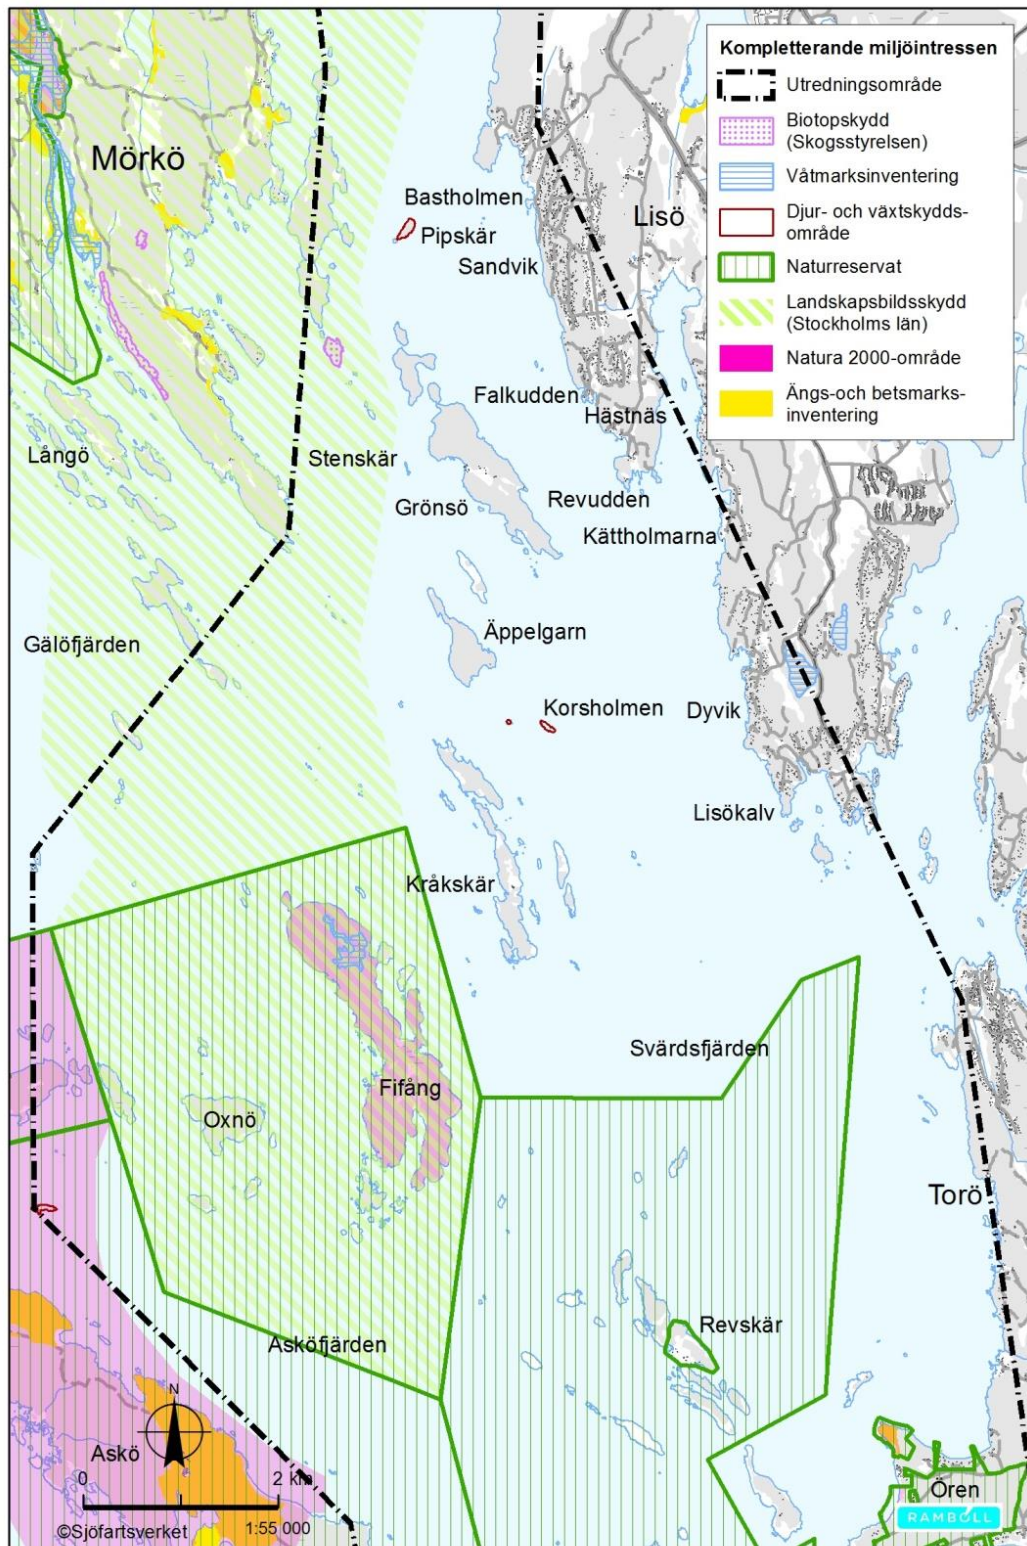 Kompletterande miljöintressen
Utredningsområde
Biotopskydd
(Skogsstyrelsen)
Våtmarksinventering
Djur- och växtskydds-
område
Naturreservat
Landskapsbildsskydd
(Stockholms län)
Natura 2000-område
Ängs-och betsmarks-
inventering
Mörkö
Bastholmen
Lisö
Pipskär
Sandvik
Falkudden
Hästnäs
Långö
Stenskär
Grönsö
Revudden
Kättholmarna
Gälöfjärden
Äppelgarn
Korsholmen
Dyvik
Lisökalv
Kråkskär
Svärdsfjärden
Fifång
Oxnö
Torö
Revskär
Asköfjärden
N
Askö
0 2 km
Ören
©Sjöfartsverket 1:55 000
RAMBOLL